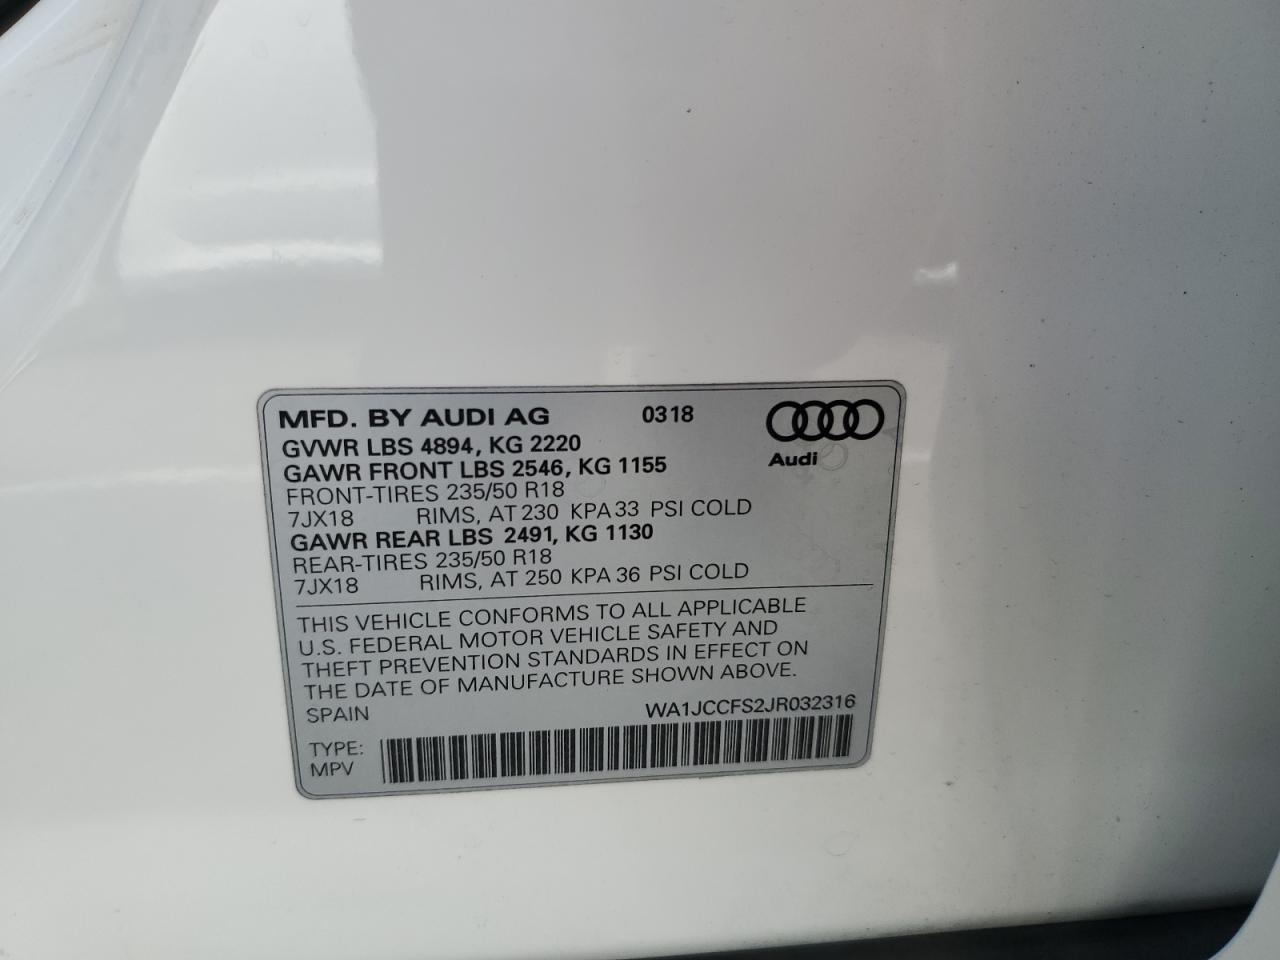 MFD. BY AUDI AG 0318
GVWR LBS 4894, KG 2220
Audi
GAWR FRONT LBS 2546, KG 1155
FRONT-TIRES 235/50 R18
7JX18 RIMS, AT 230 KPA 33 PSI COLD
GAWR REAR LBS 2491, KG 1130
REAR-TIRES 235/50 R18
7JX18 RIMS, AT 250 KPA 36 PSI COLD
THIS VEHICLE CONFORMS TO ALL APPLICABLE
U.S. FEDERAL MOTOR VEHICLE SAFETY AND
THEFT PREVENTION STANDARDS IN EFFECT ON
THE DATE OF MANUFACTURE SHOWN ABOVE.
SPAIN WA1JCCFS2JR032316
TYPE:
MPV